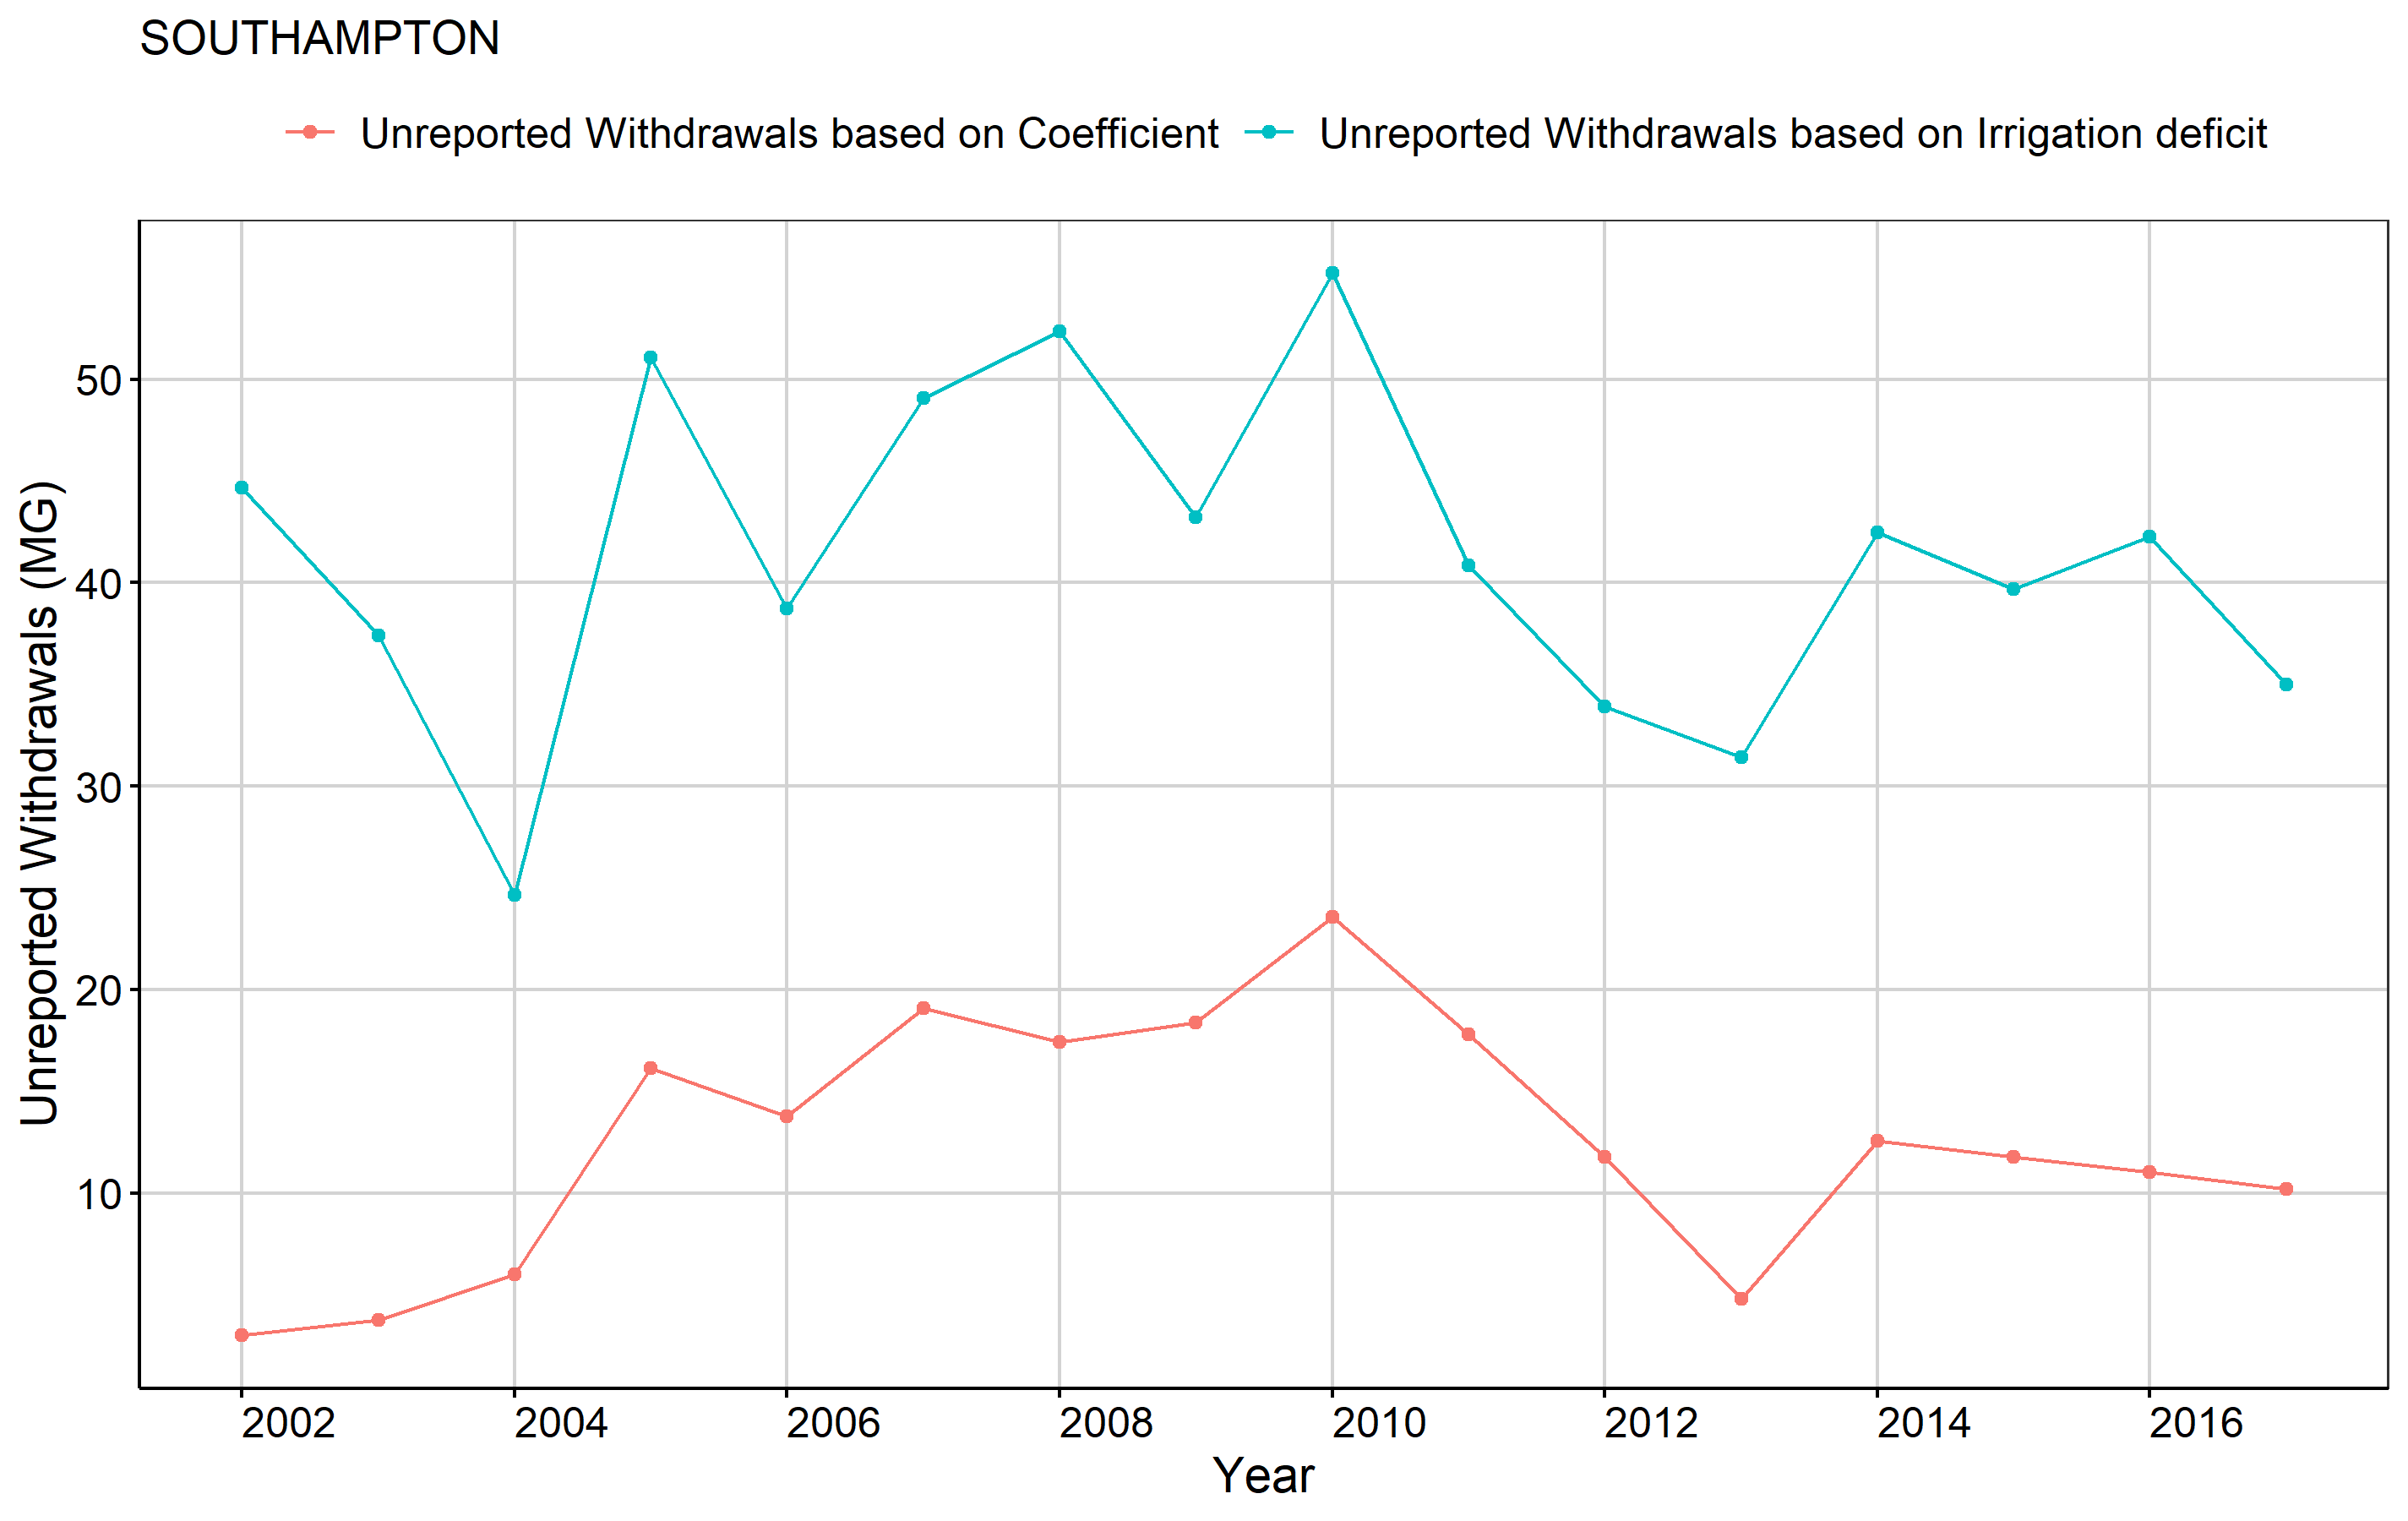 SOUTHAMPTON
Unreported Withdrawals based on Coefficient Unreported Withdrawals based on Irrigation deficit
Unreported Withdrawals (MG)
50
40
30
20
10
2002 2004 2006 2008 2010 2012 2014 2016
Year